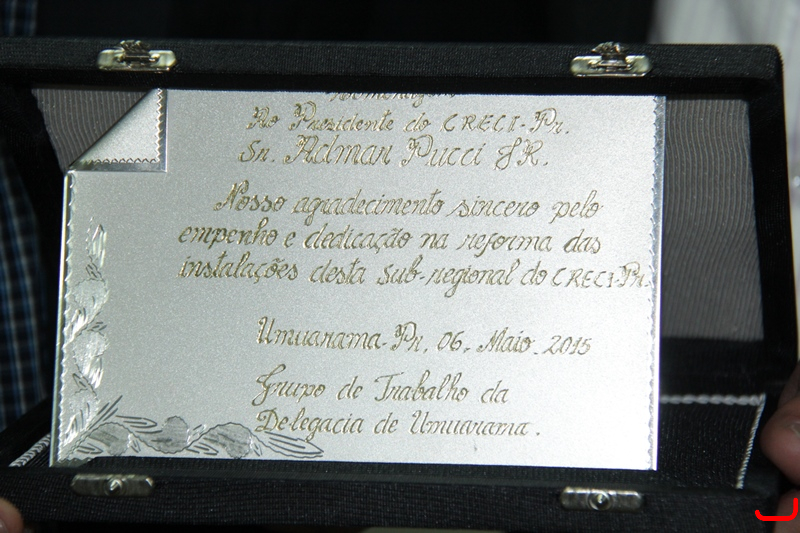 Homenagem
Ao Presidente do CRECI-Pr.
Sr. Admar Pucci JR.
Nosso agradecimento sincero pelo
empenho e dedicação na reforma das
instalações desta sub-regional do CRECI-Pr.
Umuarama-Pr, 06, Maio, 2015
Grupo de Trabalho da
Delegacia de Umuarama.